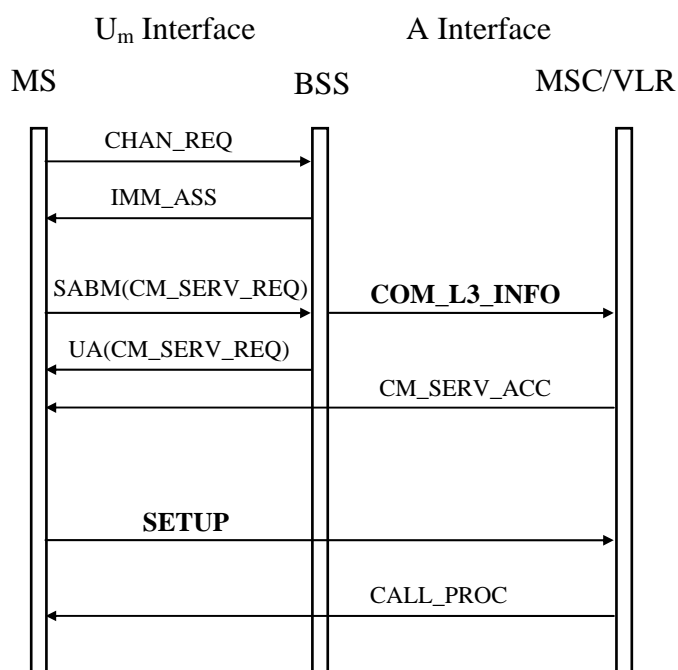 Um Interface A Interface
MS BSS MSC/VLR
CHAN_REQ
IMM_ASS
SABM(CM_SERV_REQ) COM_L3_INFO
UA(CM_SERV_REQ)
CM_SERV_ACC
SETUP
CALL_PROC